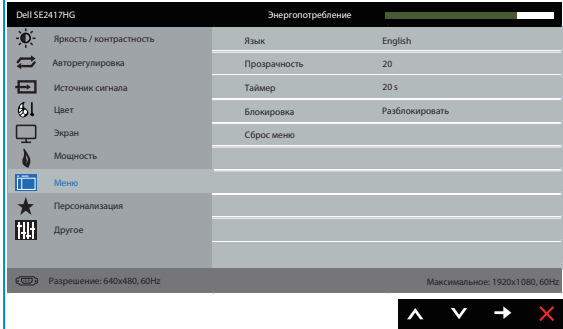 Dell SE2417HG Энергопотребление
Яркость / контрастность
Авторегулировка
Источник сигнала
Цвет
Экран
Мощность
Меню
Персонализация
Другое
Язык English
Прозрачность 20
Таймер 20 s
Блокировка Разблокировать
Сброс меню
Разрешение: 640x480, 60Hz Максимальное: 1920x1080, 60Hz